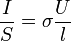 I/S = σ U/l